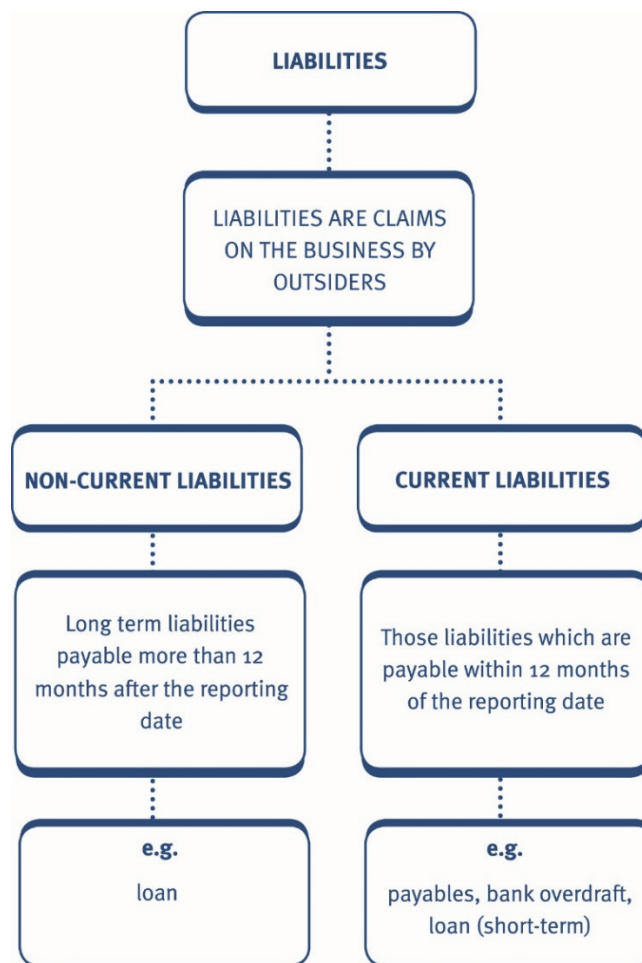 LIABILITIES
LIABILITIES ARE CLAIMS
ON THE BUSINESS BY
OUTSIDERS
NON-CURRENT LIABILITIES
CURRENT LIABILITIES
Long term liabilities
payable more than 12
months after the reporting
date
Those liabilities which are
payable within 12 months
of the reporting date
e.g.
loan
e.g.
payables, bank overdraft,
loan (short-term)